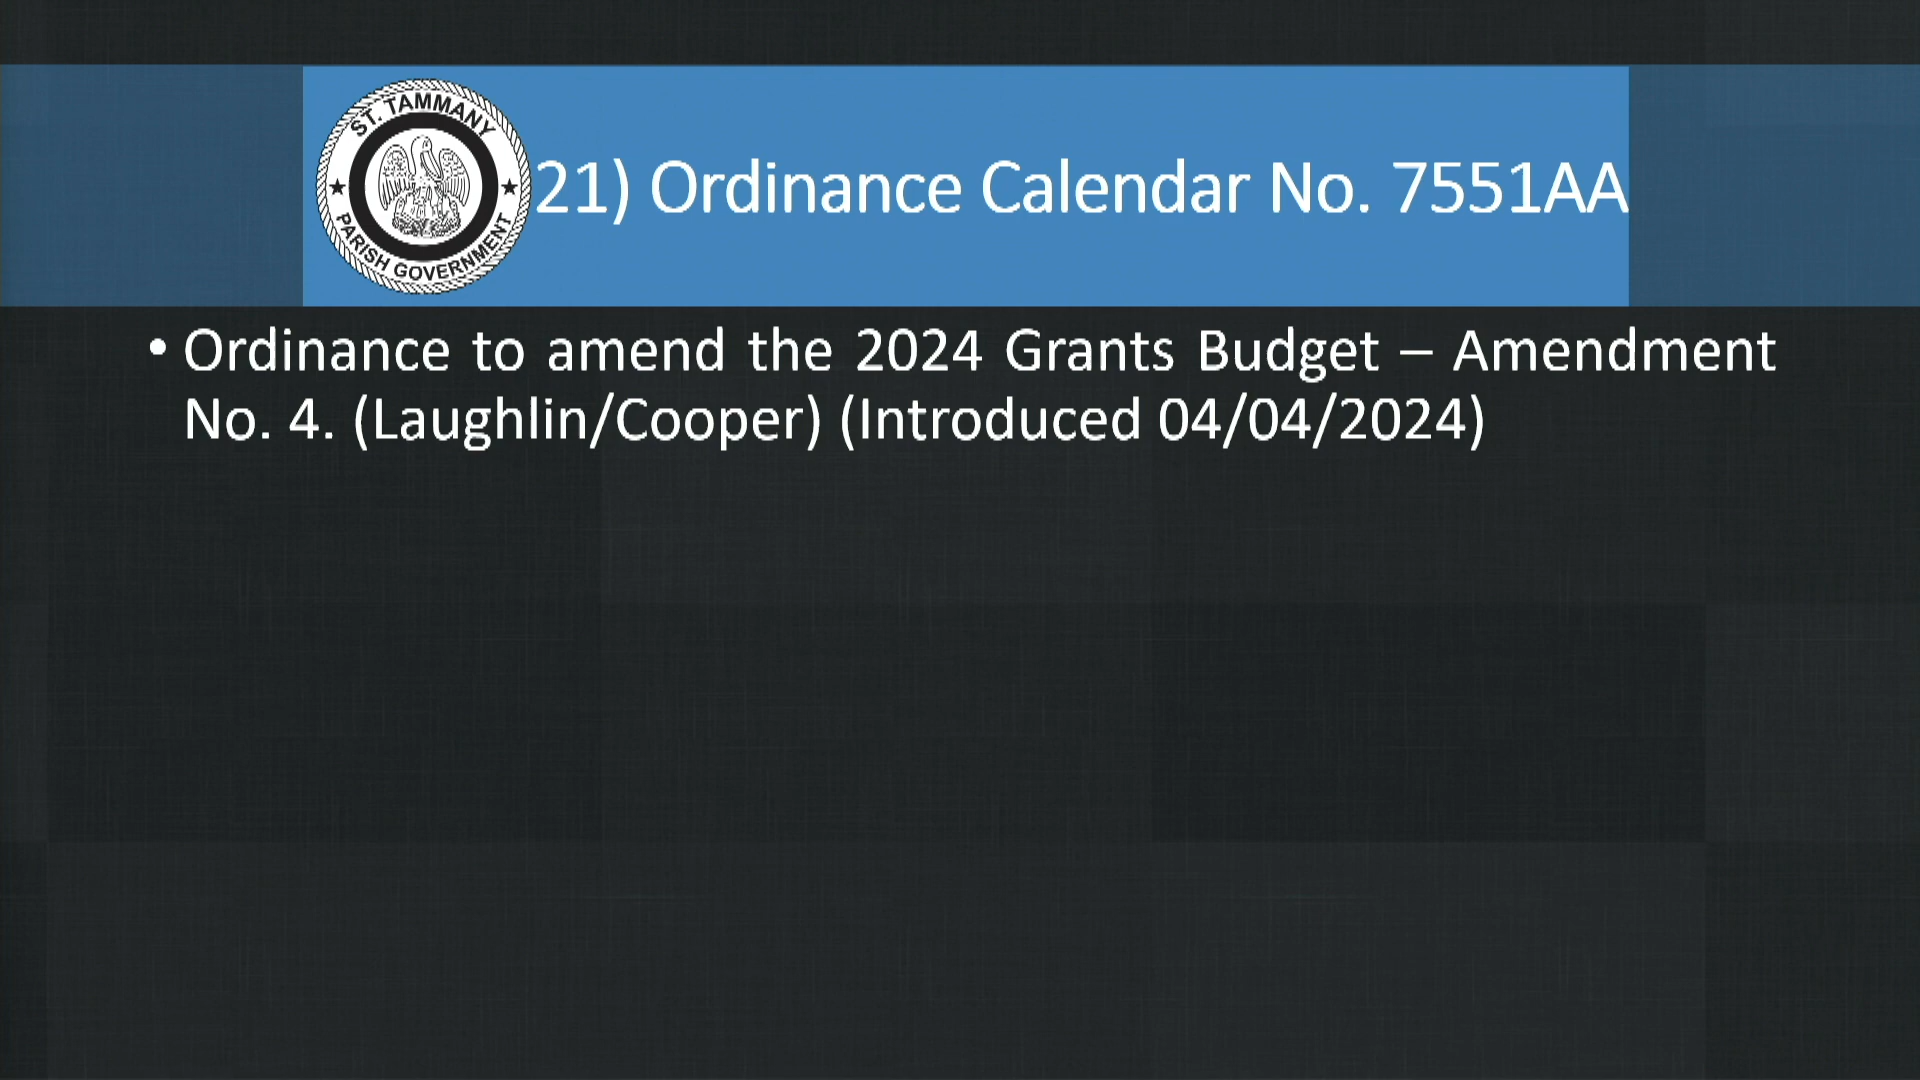 ST. TAMMANY
PARISH GOVERNMENT
21) Ordinance Calendar No. 7551AA
• Ordinance to amend the 2024 Grants Budget – Amendment
No. 4. (Laughlin/Cooper) (Introduced 04/04/2024)